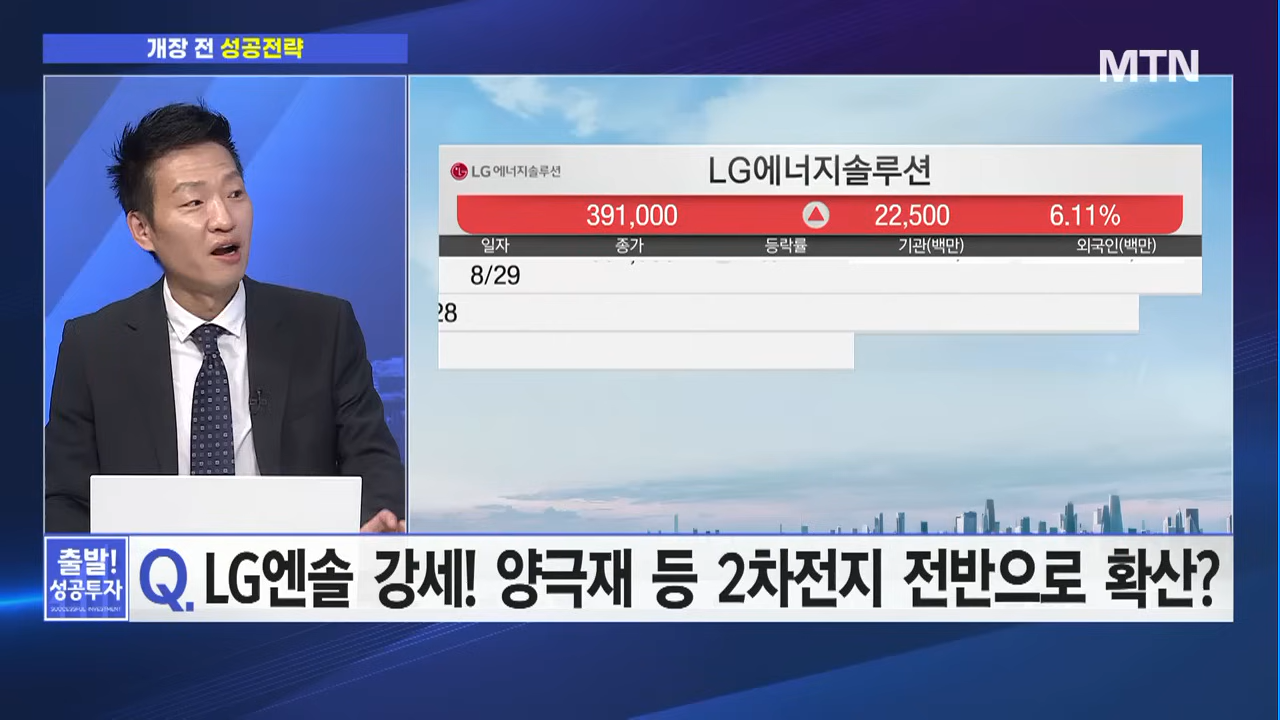 개장 전 성공전략
MTN
LG에너지솔루션
LG에너지솔루션
391,000 22,500 6.11%
일자 종가 등락률 기관(백만) 외국인(백만)
8/29
28
출발!
성공투자
SUCCESSFUL INVESTMENT
Q. LG엔솔 강세! 양극재 등 2차전지 전반으로 확산?